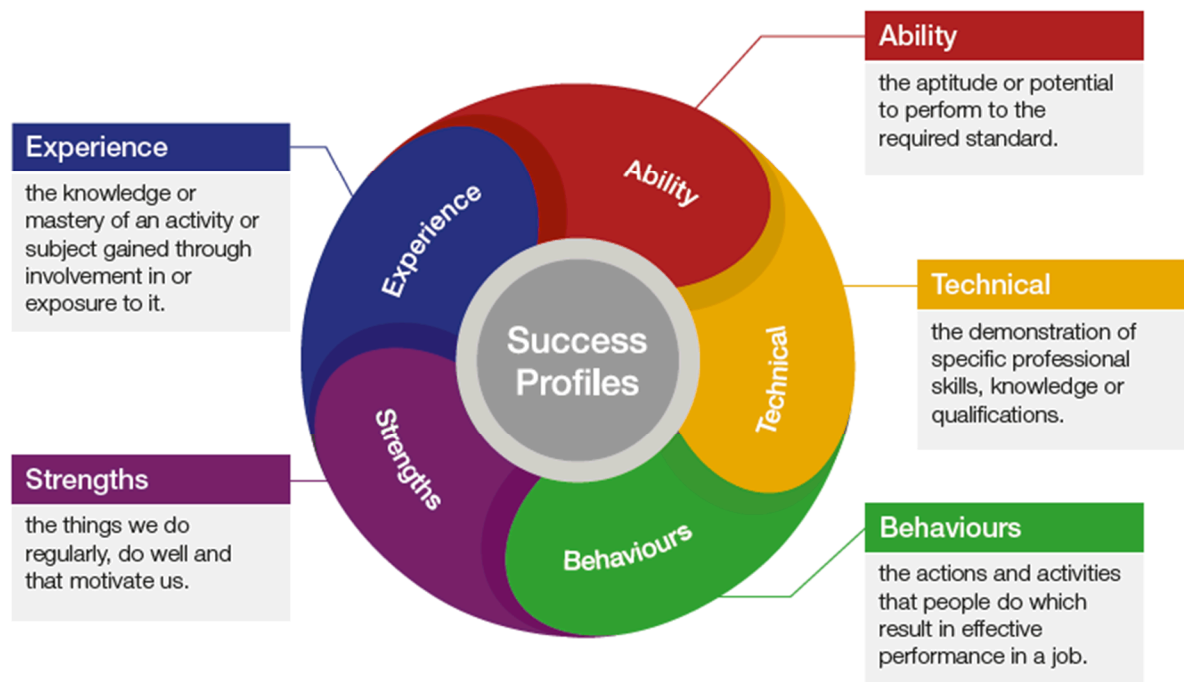 Ability
the aptitude or potential
to perform to the
required standard.
Experience
the knowledge or
mastery of an activity or
subject gained through
involvement in or
exposure to it.
Technical
the demonstration of
specific professional
skills, knowledge or
qualifications.
Strengths
the things we do
regularly, do well and
that motivate us.
Behaviours
the actions and activities
that people do which
result in effective
performance in a job.
Ability
Experience
Technical
Strengths
Behaviours
Success
Profiles